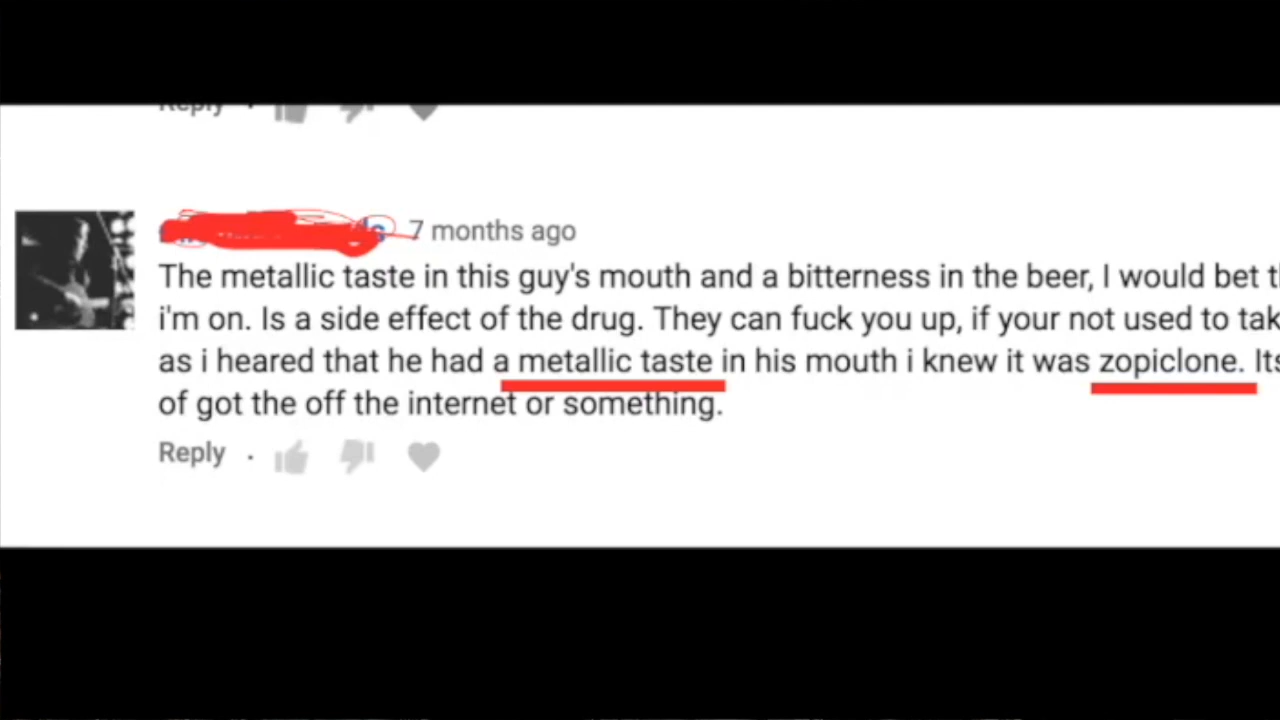 Reply ·
7 months ago
The metallic taste in this guy's mouth and a bitterness in the beer, I would bet
i'm on. Is a side effect of the drug. They can fuck you up, if your not used to
as i heared that he had a metallic taste in his mouth i knew it was zopiclone.
of got the off the internet or something.
Reply ·